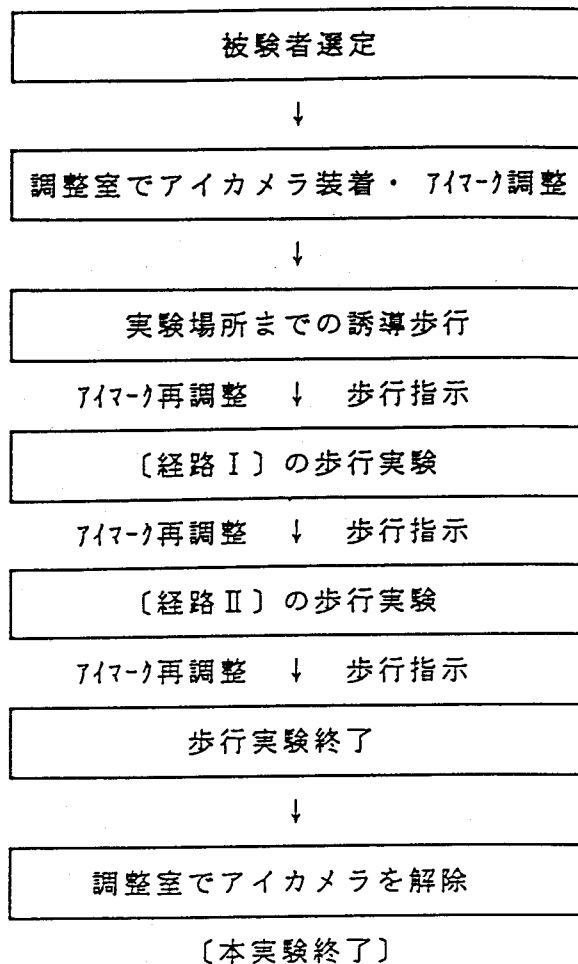 被験者選定
↓
調整室でアイカメラ装着・ アイマーク調整
↓
実験場所までの誘導歩行
アイマーク再調整 ↓ 歩行指示
〔経路Ⅰ〕の歩行実験
アイマーク再調整 ↓ 歩行指示
〔経路Ⅱ〕の歩行実験
アイマーク再調整 ↓ 歩行指示
歩行実験終了
↓
調整室でアイカメラを解除
〔本実験終了〕